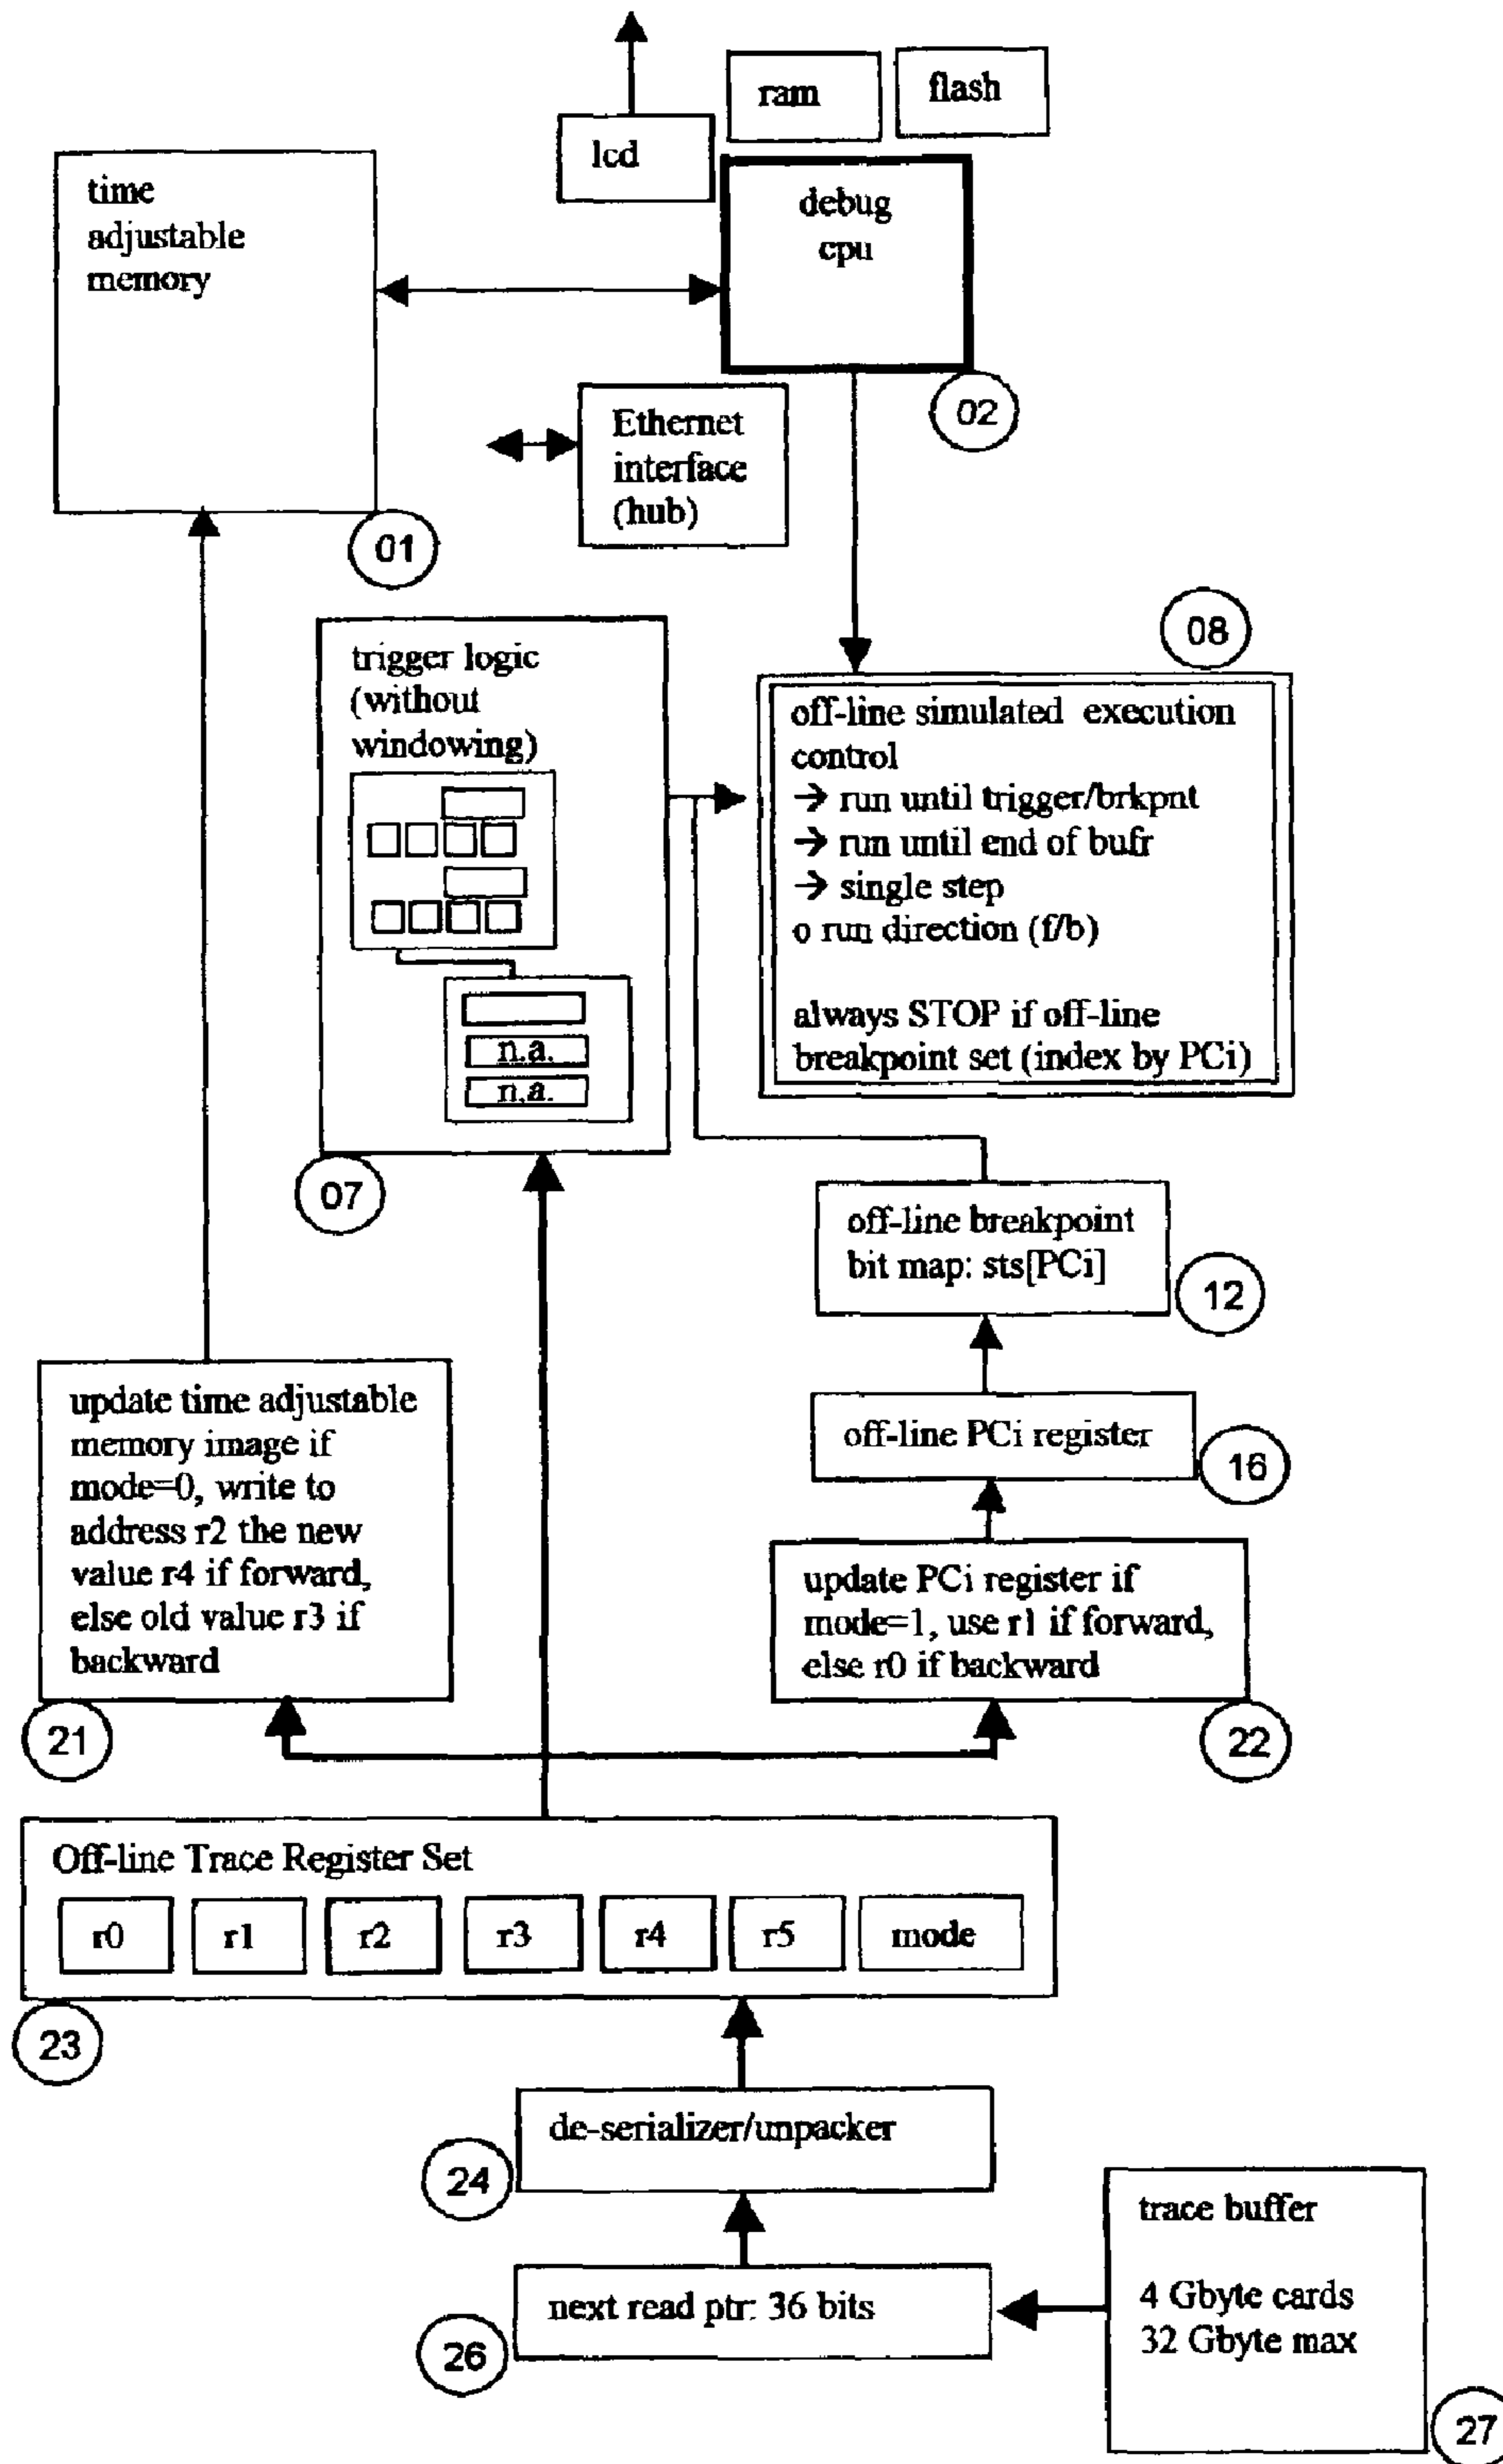 ram
flash
lcd
time
adjustable
memory
debug
cpu
02
Ethernet
interface
(hub)
01
08
trigger logic
(without
windowing)
n.a.
n.a.
07
off-line simulated execution
control
→ run until trigger/brkpnt
→ run until end of bufr
→ single step
o run direction (f/b)
always STOP if off-line
breakpoint set (index by PCi)
off-line breakpoint
bit map: sts[PCi]
12
off-line PCi register
16
update time adjustable
memory image if
mode=0, write to
address r2 the new
value r4 if forward,
else old value r3 if
backward
21
update PCi register if
mode=1, use r1 if forward,
else r0 if backward
22
Off-line Trace Register Set
r0 r1 r2 r3 r4 r5 mode
23
de-serializer/unpacker
24
next read ptr: 36 bits
26
trace buffer
4 Gbyte cards
32 Gbyte max
27